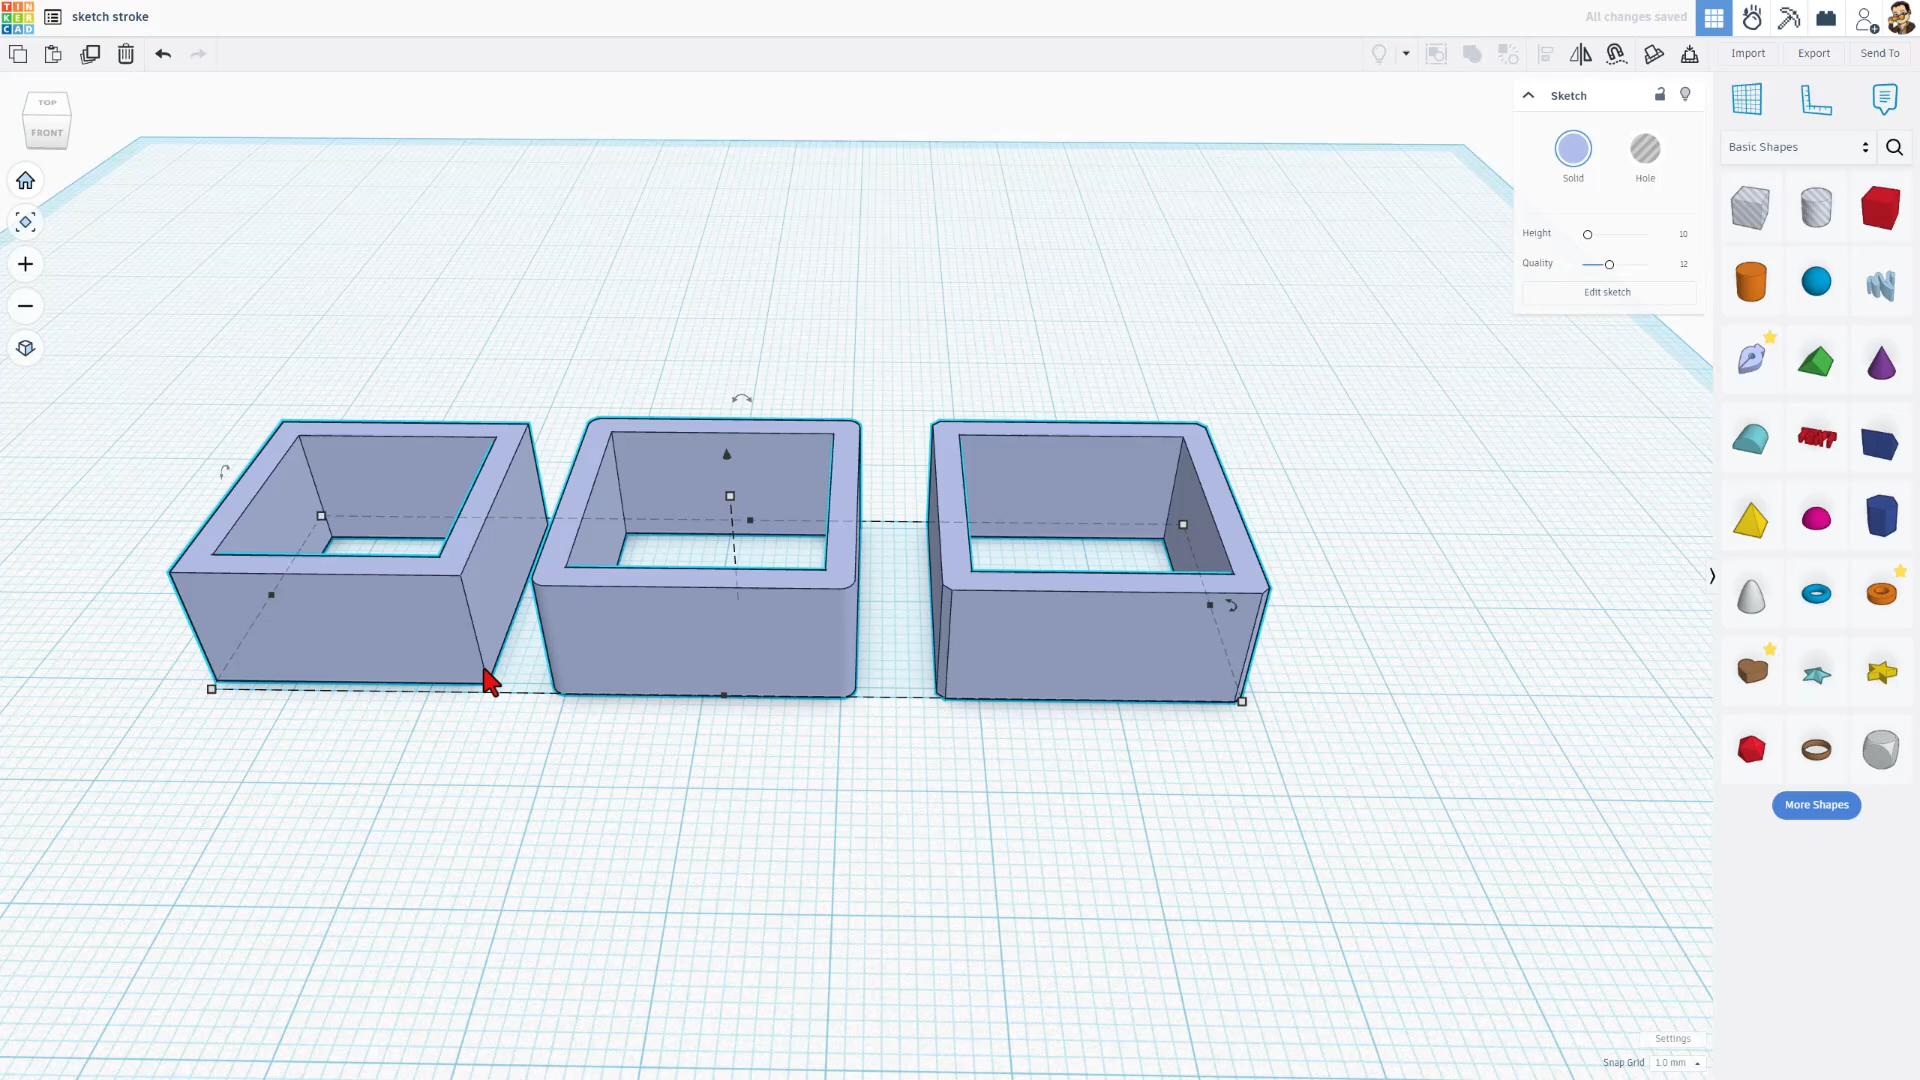 TIN
KER
CAD
sketch stroke
All changes saved
Import
Export
Send To
TOP
FRONT
Sketch
Solid
Hole
Height
10
Quality
12
Edit sketch
Basic Shapes
TEXT
More Shapes
Settings
Snap Grid
1.0 mm